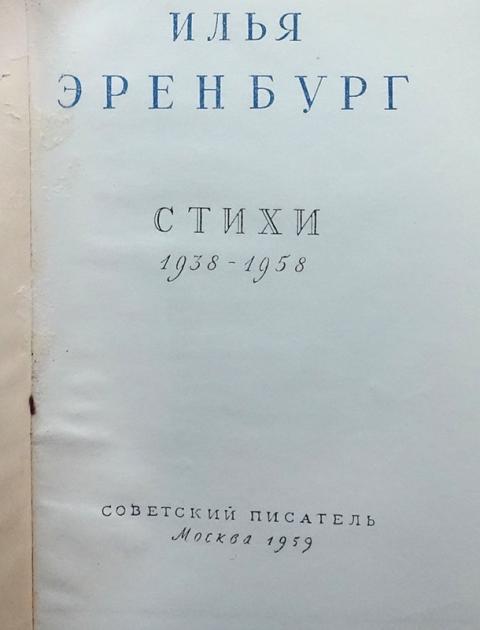 ИЛЬЯ
ЭРЕНБУРГ
СТИХИ
1938-1958
СОВЕТСКИЙ ПИСАТЕЛЬ
Москва 1959